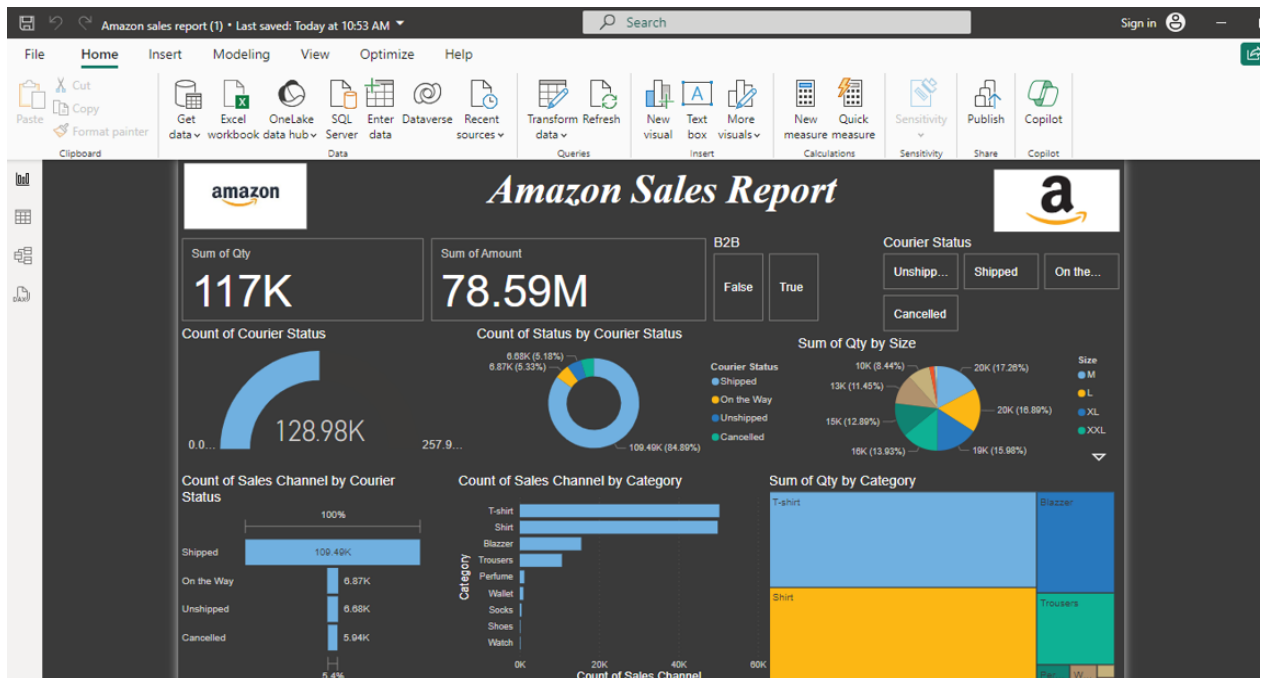 Amazon sales report (1) • Last saved: Today at 10:53 AM
Search
Sign in
File Home Insert Modeling View Optimize Help
Paste
Cut
Copy
Format painter
Clipboard
Get data
Excel workbook
OneLake data hub
SQL Server
Enter data
Dataverse
Recent sources
Data
Transform data
Refresh
Queries
New visual
Text box
More visuals
Insert
New measure
Quick measure
Calculations
Sensitivity
Sensitivity
Publish
Share
Copilot
Copilot
amazon
Amazon Sales Report
a
Sum of Qty
117K
Sum of Amount
78.59M
B2B
False
True
Courier Status
Unshipp...
Shipped
On the...
Cancelled
Count of Courier Status
0.0...
128.98K
257.9...
Count of Status by Courier Status
6.68K (5.18%)
6.87K (5.33%)
109.49K (84.89%)
Courier Status
Shipped
On the Way
Unshipped
Cancelled
Sum of Qty by Size
10K (8.44%)
13K (11.45%)
15K (12.89%)
16K (13.93%)
20K (17.26%)
20K (16.89%)
19K (15.98%)
Size
M
L
XL
XXL
Count of Sales Channel by Courier
Status
100%
Shipped 109.49K
On the Way 6.87K
Unshipped 6.68K
Cancelled 5.94K
5.4%
Count of Sales Channel by Category
Category
T-shirt
Shirt
Blazzer
Trousers
Perfume
Wallet
Socks
Shoes
Watch
0K 20K 40K 60K
Count of Sales Channel
Sum of Qty by Category
T-shirt
Blazzer
Shirt
Trousers
Per...
W...